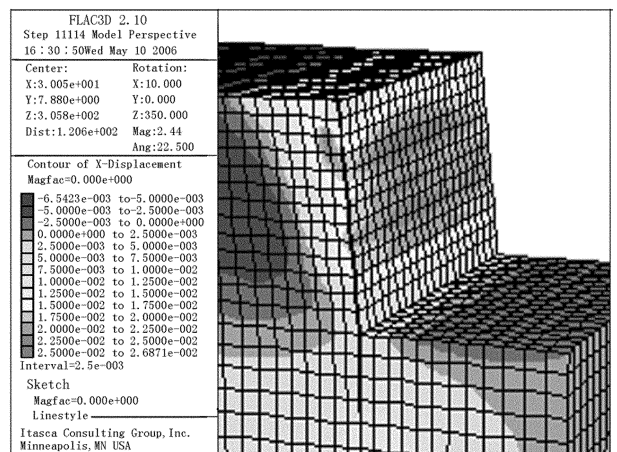 FLAC3D 2.10
Step 11114 Model Perspective
16：30：50Wed May 10 2006
Center: Rotation:
X:3.005e+001 X:10.000
Y:7.880e+000 Y:0.000
Z:3.058e+002 Z:350.000
Dist:1.206e+002 Mag:2.44
Ang:22.500
Contour of X-Displacement
Magfac=0.000e+000
-6.5423e-003 to-5.0000e-003
-5.0000e-003 to-2.5000e-003
-2.5000e-003 to 0.0000e+000
0.0000e+000 to 2.5000e-003
2.5000e-003 to 5.0000e-003
5.0000e-003 to 7.5000e-003
7.5000e-003 to 1.0000e-002
1.0000e-002 to 1.2500e-002
1.2500e-002 to 1.5000e-002
1.5000e-002 to 1.7500e-002
1.7500e-002 to 2.0000e-002
2.0000e-002 to 2.2500e-002
2.2500e-002 to 2.5000e-002
2.5000e-002 to 2.6871e-002
Interval=2.5e-003
Sketch
Magfac=0.000e+000
Linestyle
Itasca Consulting Group,Inc.
Minneapolis,MN USA